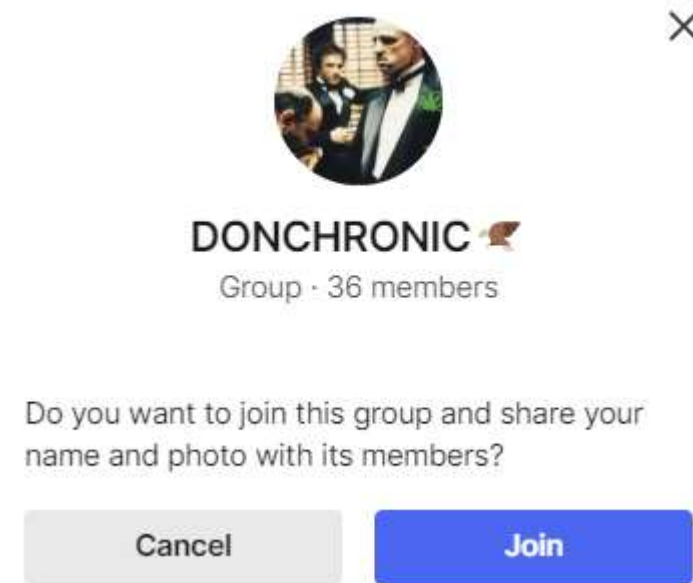 DONCHRONIC
Group · 36 members
Do you want to join this group and share your
name and photo with its members?
Cancel
Join